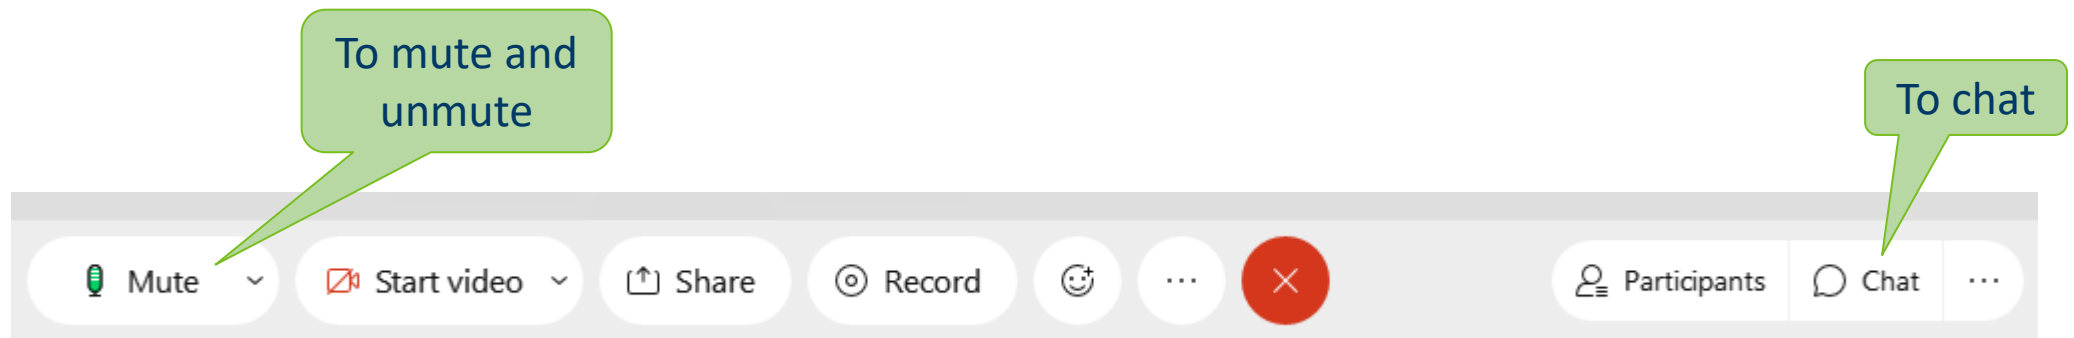 To mute and
unmute
To chat
Mute
Start video
Share
Record
Participants
Chat